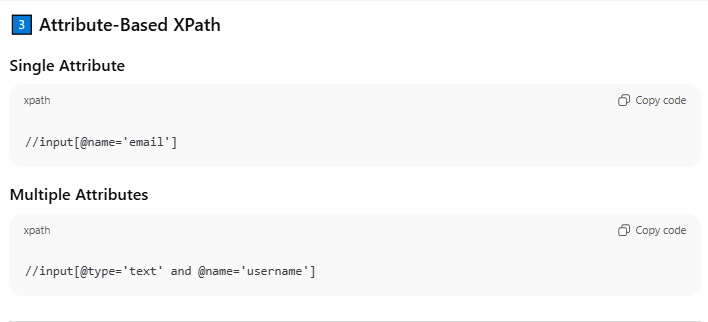 3 Attribute-Based XPath
Single Attribute
xpath Copy code
//input[@name='email']
Multiple Attributes
xpath Copy code
//input[@type='text' and @name='username']